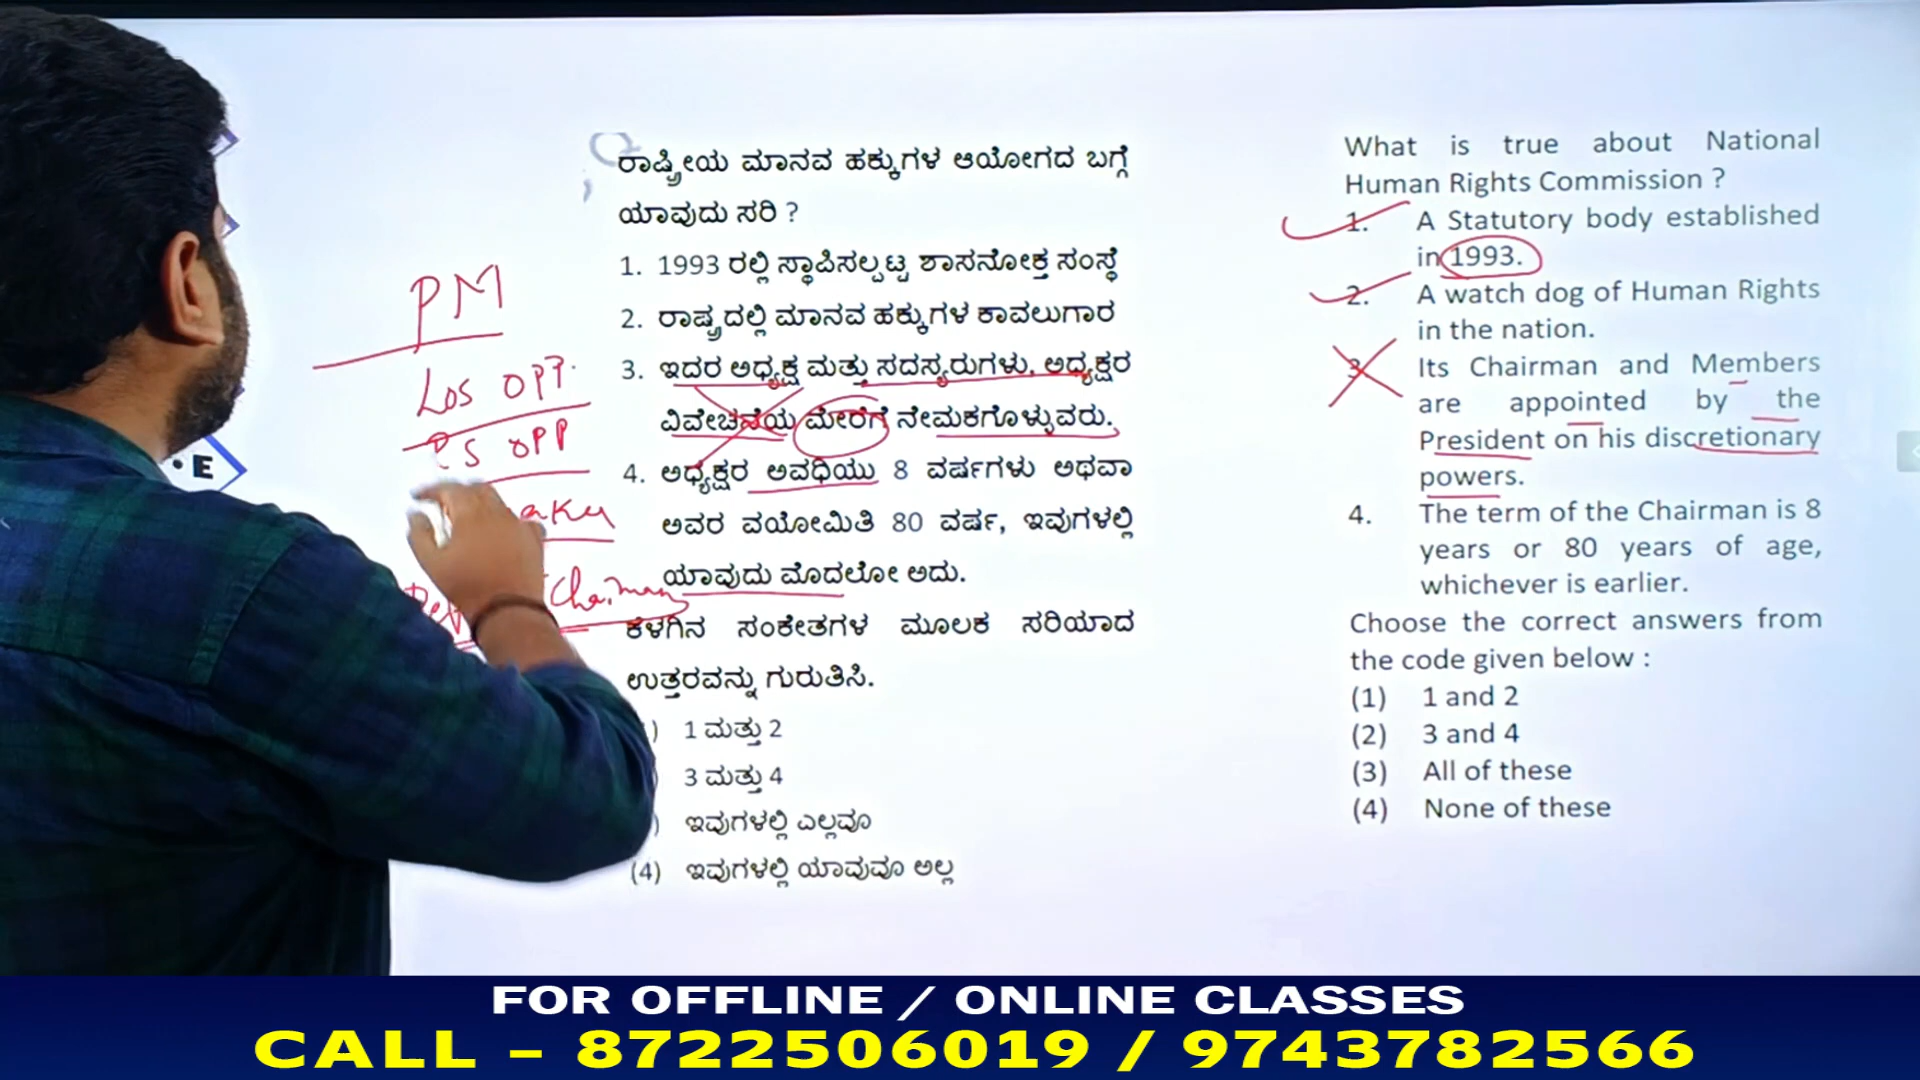 ರಾಷ್ಟ್ರೀಯ ಮಾನವ ಹಕ್ಕುಗಳ ಆಯೋಗದ ಬಗ್ಗೆ
ಯಾವುದು ಸರಿ ?
1. 1993 ರಲ್ಲಿ ಸ್ಥಾಪಿಸಲ್ಪಟ್ಟ ಶಾಸನೋಕ್ತ ಸಂಸ್ಥೆ
2. ರಾಷ್ಟ್ರದಲ್ಲಿ ಮಾನವ ಹಕ್ಕುಗಳ ಕಾವಲುಗಾರ
3. ಇದರ ಅಧ್ಯಕ್ಷ ಮತ್ತು ಸದಸ್ಯರುಗಳು, ಅಧ್ಯಕ್ಷರ
ವಿವೇಚನೆಯ ಮೇರೆಗೆ ನೇಮಕಗೊಳ್ಳುವರು.
4. ಅಧ್ಯಕ್ಷರ ಅವಧಿಯು 8 ವರ್ಷಗಳು ಅಥವಾ
ಅವರ ವಯೋಮಿತಿ 80 ವರ್ಷ, ಇವುಗಳಲ್ಲಿ
ಯಾವುದು ಮೊದಲೋ ಅದು.
ಕೆಳಗಿನ ಸಂಕೇತಗಳ ಮೂಲಕ ಸರಿಯಾದ
ಉತ್ತರವನ್ನು ಗುರುತಿಸಿ.
) 1 ಮತ್ತು 2
3 ಮತ್ತು 4
) ಇವುಗಳಲ್ಲಿ ಎಲ್ಲವೂ
(4) ಇವುಗಳಲ್ಲಿ ಯಾವುವೂ ಅಲ್ಲ
What is true about National
Human Rights Commission ?
1. A Statutory body established
in 1993.
2. A watch dog of Human Rights
in the nation.
3 Its Chairman and Members
are appointed by the
President on his discretionary
powers.
4. The term of the Chairman is 8
years or 80 years of age,
whichever is earlier.
Choose the correct answers from
the code given below :
(1) 1 and 2
(2) 3 and 4
(3) All of these
(4) None of these
PM
Los OPP.
RS OPP
Chaiman
• E
FOR OFFLINE / ONLINE CLASSES
CALL – 8722506019 / 9743782566